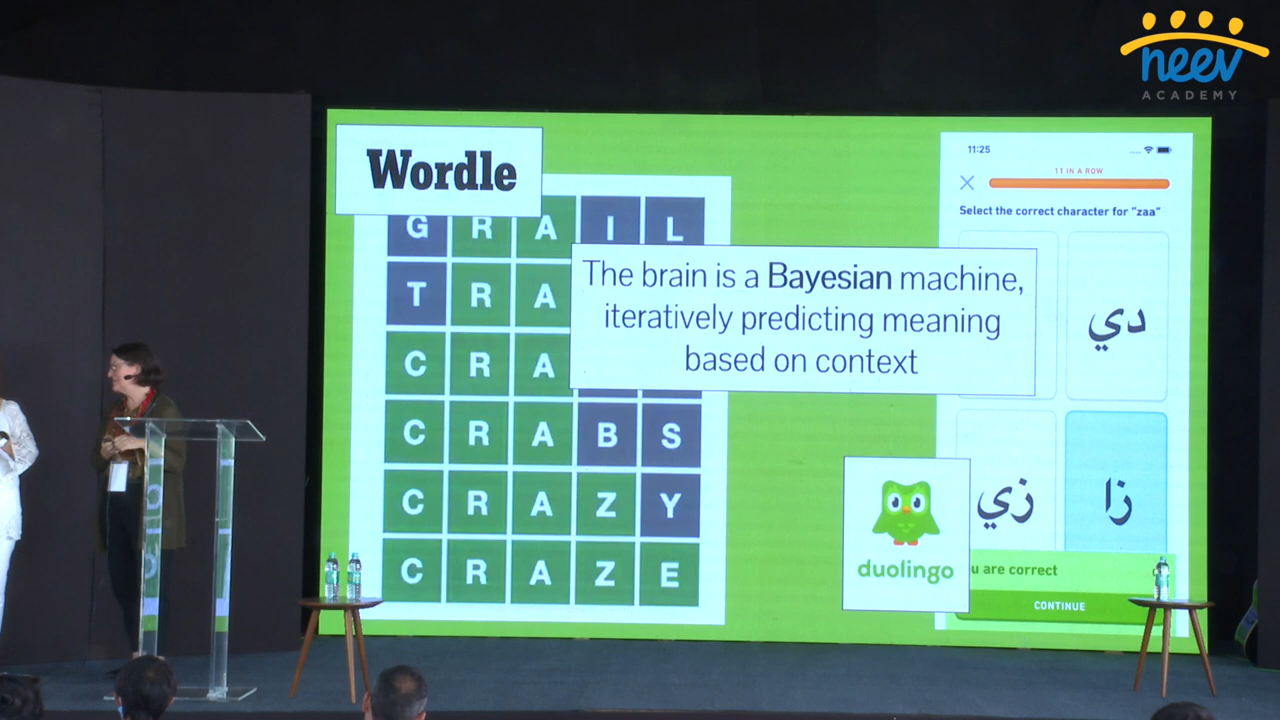 neev
ACADEMY
Wordle
11:25
11 IN A ROW
Select the correct character for "zaa"
G R A I L
T R A
C R A
C R A B S
C R A Z Y
C R A Z E
The brain is a Bayesian machine,
iteratively predicting meaning
based on context
دي
زي
زا
duolingo
u are correct
CONTINUE